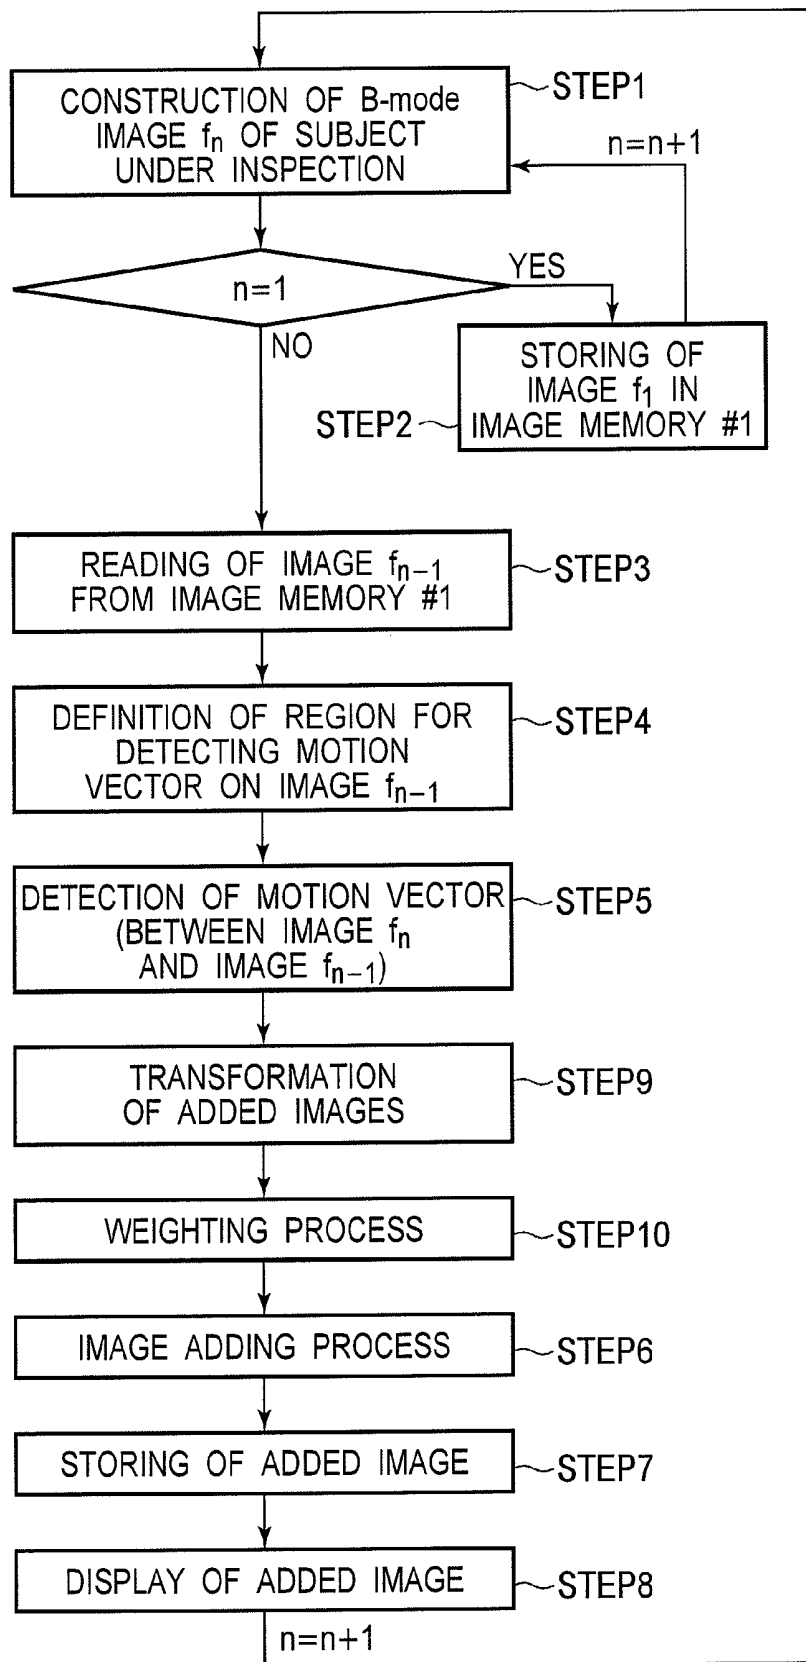 CONSTRUCTION OF B-mode
IMAGE fn OF SUBJECT
UNDER INSPECTION
STEP1
n=n+1
n=1
YES
NO
STORING OF
IMAGE f1 IN
IMAGE MEMORY #1
STEP2
READING OF IMAGE fn-1
FROM IMAGE MEMORY #1
STEP3
DEFINITION OF REGION FOR
DETECTING MOTION
VECTOR ON IMAGE fn-1
STEP4
DETECTION OF MOTION VECTOR
(BETWEEN IMAGE fn
AND IMAGE fn-1)
STEP5
TRANSFORMATION
OF ADDED IMAGES
STEP9
WEIGHTING PROCESS
STEP10
IMAGE ADDING PROCESS
STEP6
STORING OF ADDED IMAGE
STEP7
DISPLAY OF ADDED IMAGE
STEP8
n=n+1